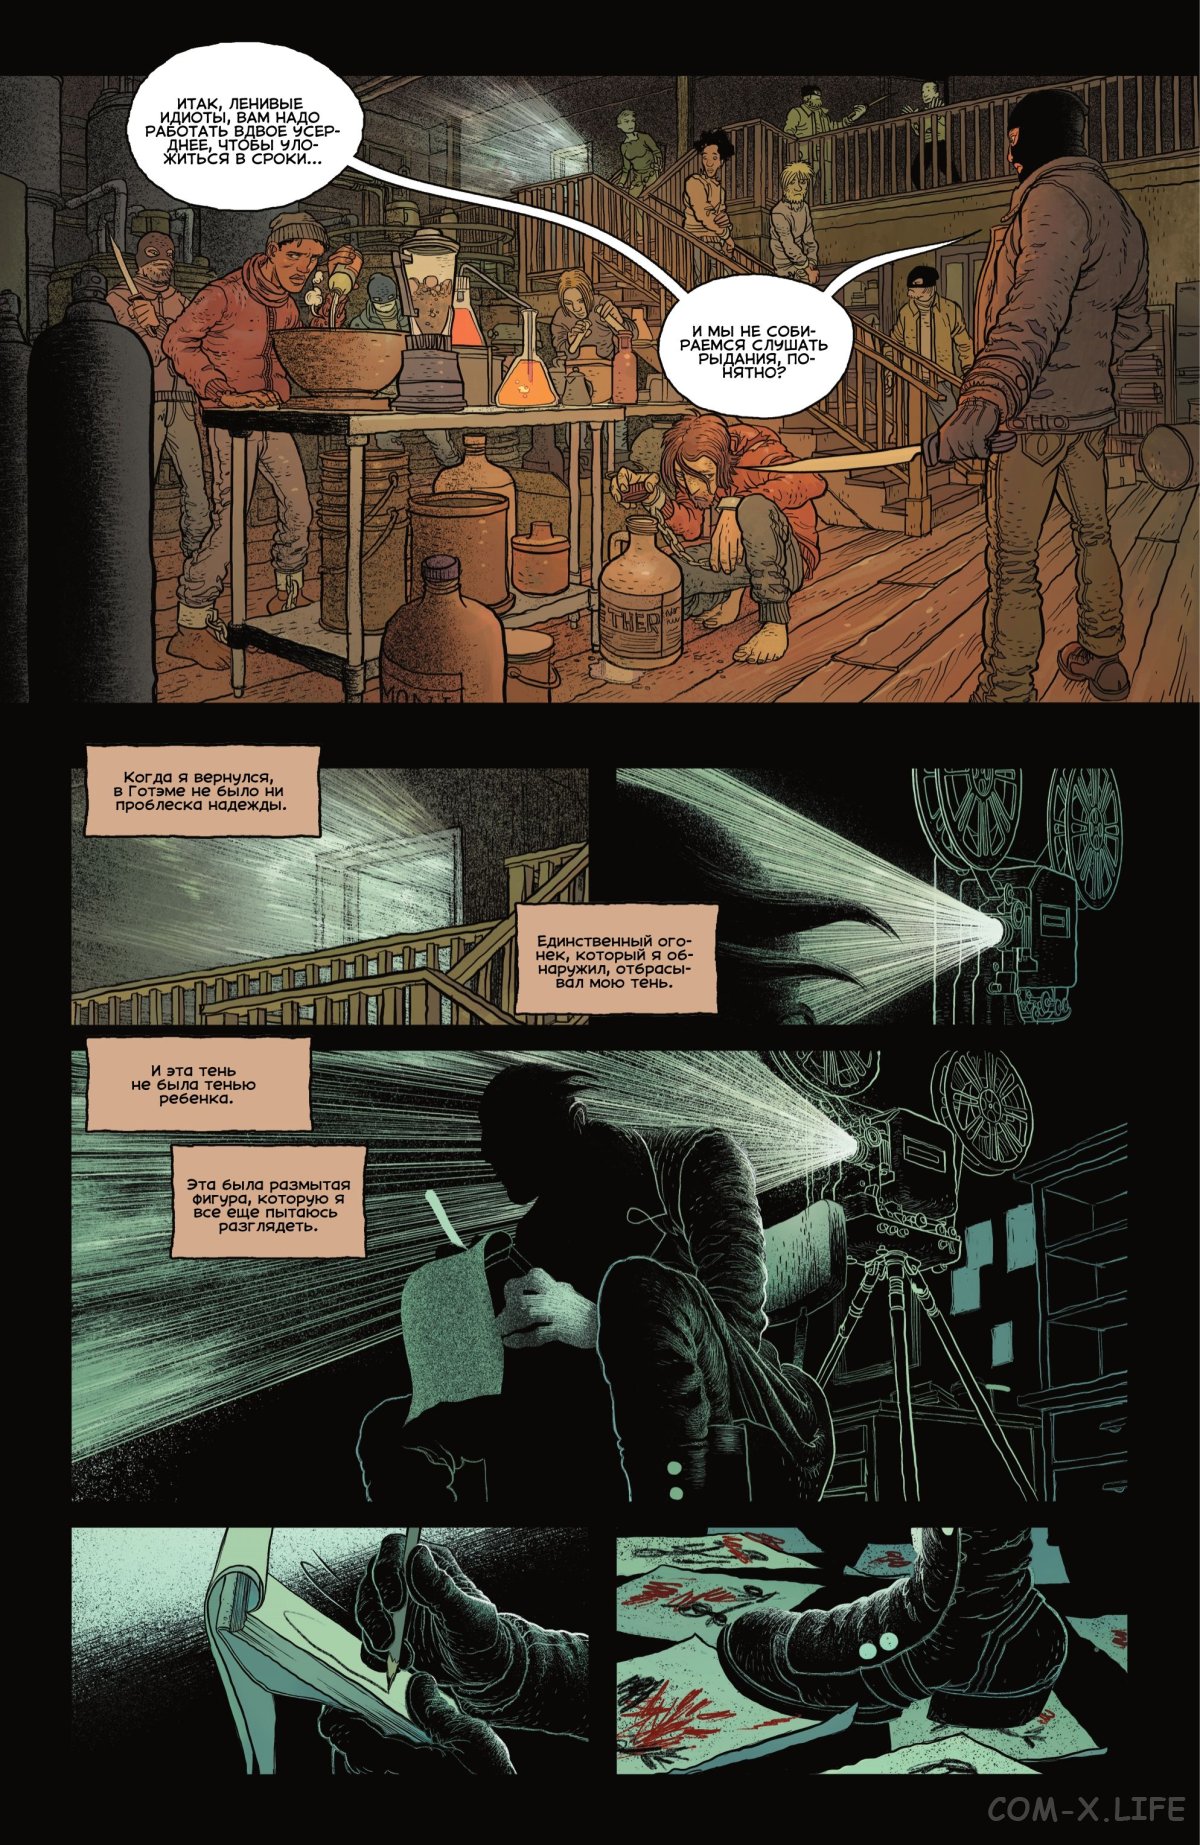 ИТАК, ЛЕНИВЫЕ
ИДИОТЫ, ВАМ НАДО
РАБОТАТЬ ВДВОЕ УСЕР-
ДНЕЕ, ЧТОБЫ УЛО-
ЖИТЬСЯ В СРОКИ...
И МЫ НЕ СОБИ-
РАЕМСЯ СЛУШАТЬ
РЫДАНИЯ, ПО-
НЯТНО?
THER
Когда я вернулся,
в Готэме не было ни
проблеска надежды.
Единственный ого-
нек, который я об-
наружил, отбрасы-
вал мою тень.
И эта тень
не была тенью
ребенка.
Эта была размытая
фигура, которую я
все еще пытаюсь
разглядеть.
COM-X.LIFE